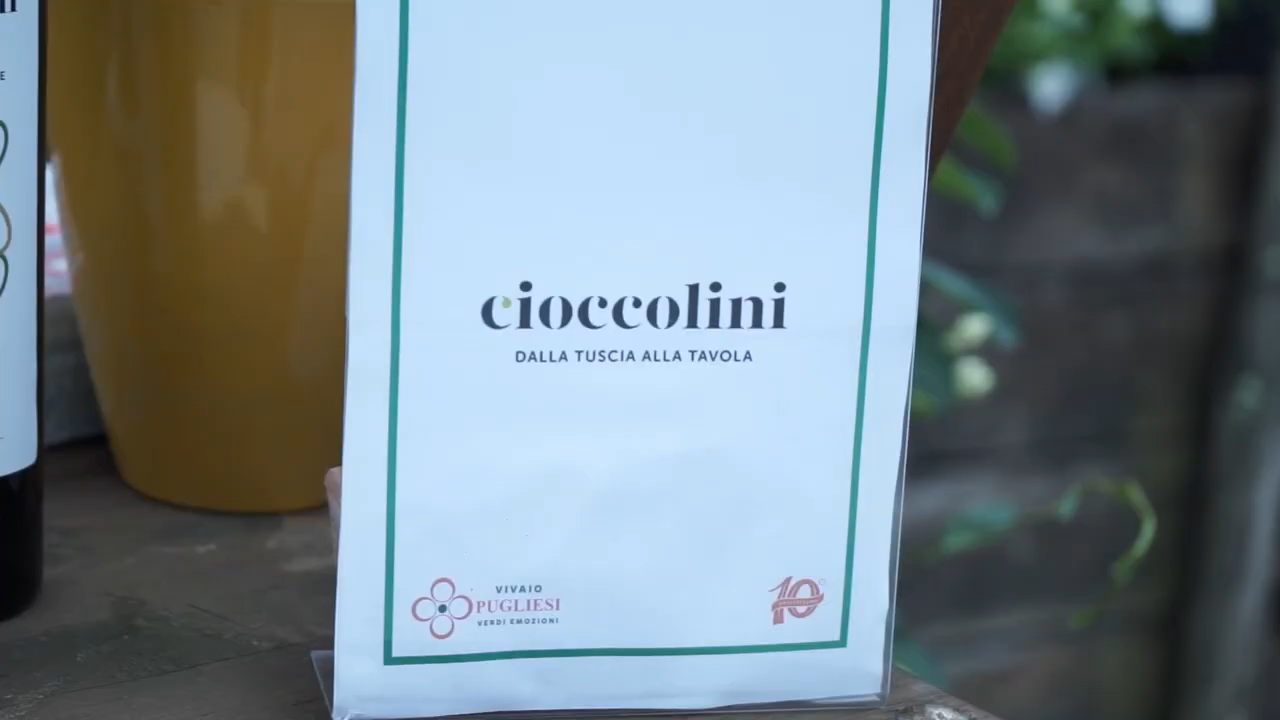 cioccolini
DALLA TUSCIA ALLA TAVOLA
VIVAIO
PUGLIESI
VERDI EMOZIONI
10